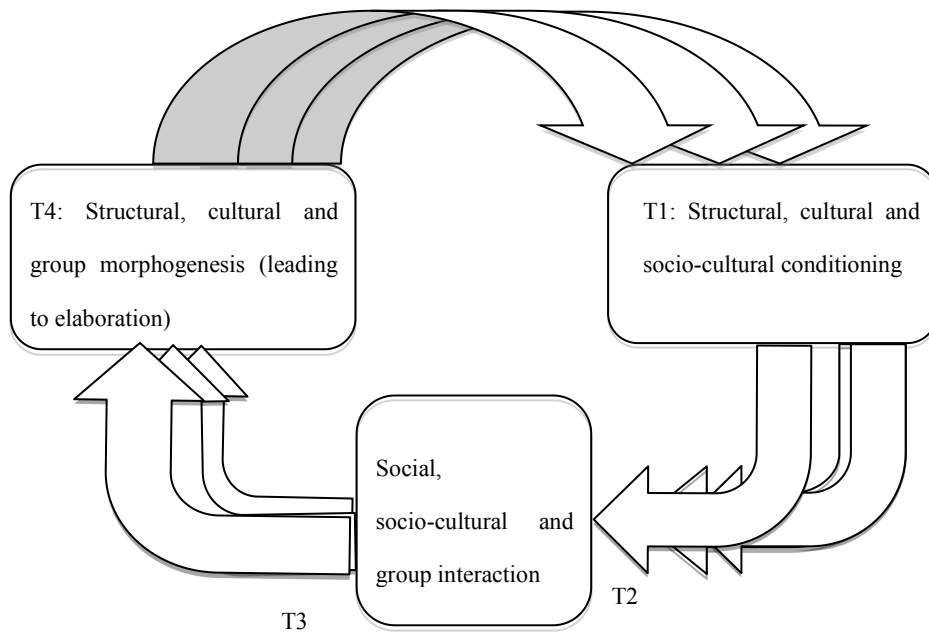 T4: Structural, cultural and
group morphogenesis (leading
to elaboration)
T1: Structural, cultural and
socio-cultural conditioning
Social,
socio-cultural and
group interaction
T2
T3